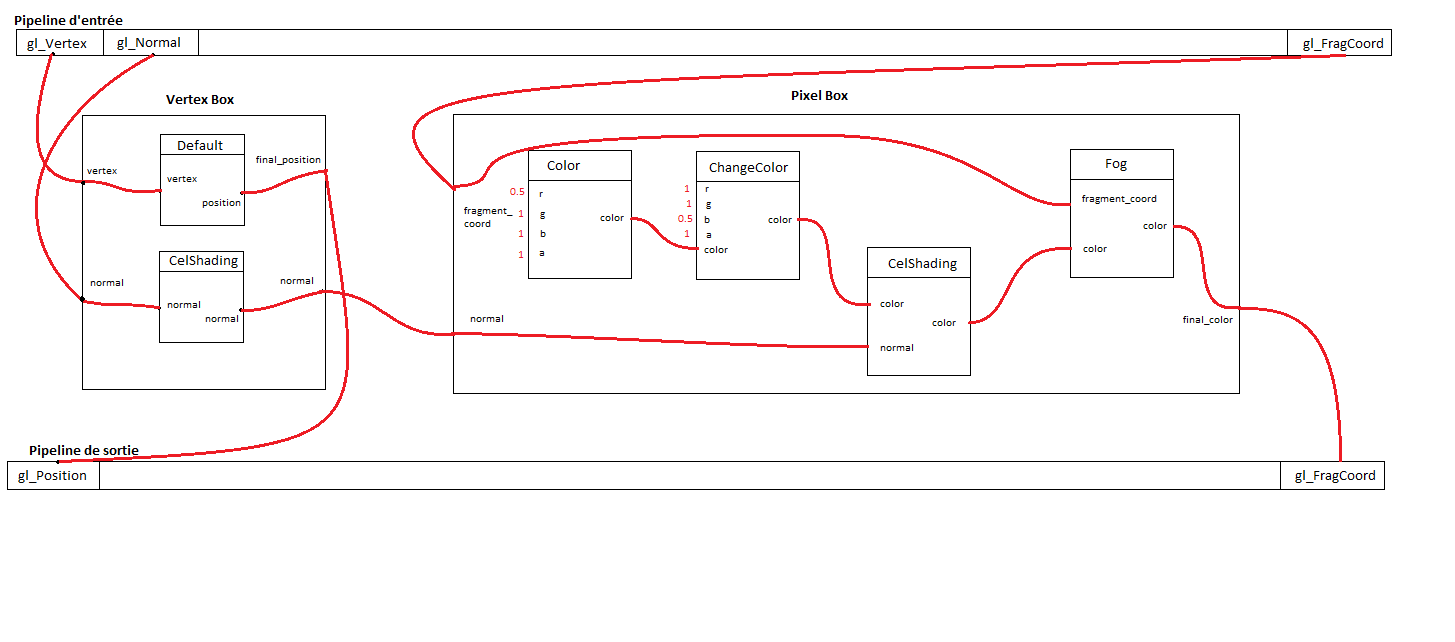 Pipeline d'entrée
gl_Vertex gl_Normal gl_FragCoord
Vertex Box
Pixel Box
Default
final_position
vertex
vertex
position
CelShading
normal
normal
normal
normal
Color
0.5 r
fragment_
coord
1 g
1 b
1 a
color
ChangeColor
1 r
1 g
0.5 b
1 a
color
color
normal
CelShading
color
color
normal
Fog
fragment_coord
color
color
final_color
Pipeline de sortie
gl_Position gl_FragCoord